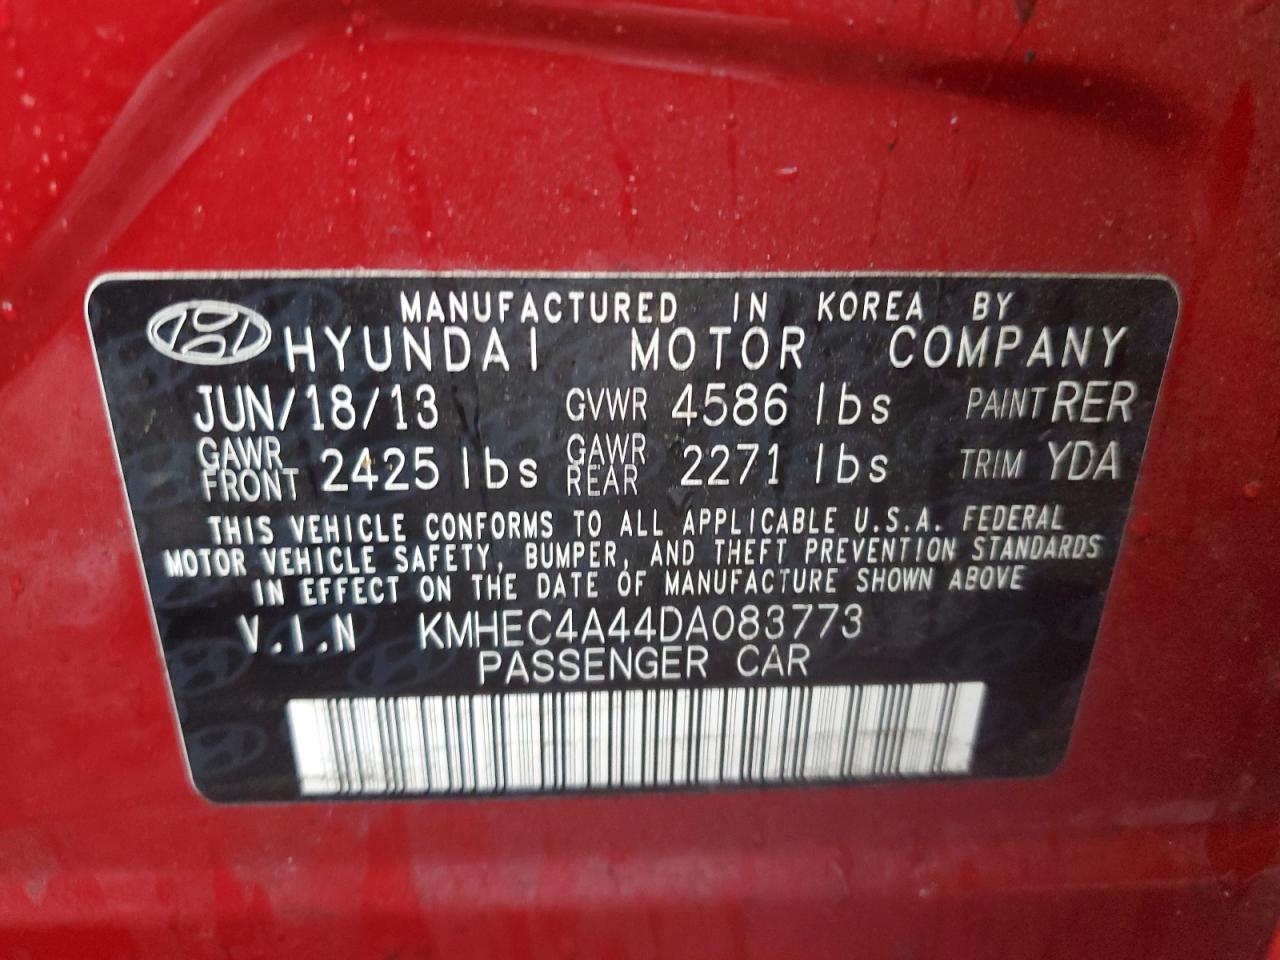 MANUFACTURED IN KOREA BY
HYUNDAI MOTOR COMPANY
JUN/18/13 GVWR 4586 lbs PAINT RER
GAWR FRONT 2425 lbs GAWR REAR 2271 lbs TRIM YDA
THIS VEHICLE CONFORMS TO ALL APPLICABLE U.S.A. FEDERAL
MOTOR VEHICLE SAFETY, BUMPER, AND THEFT PREVENTION STANDARDS
IN EFFECT ON THE DATE OF MANUFACTURE SHOWN ABOVE
V.I.N KMHEC4A44DA083773
PASSENGER CAR